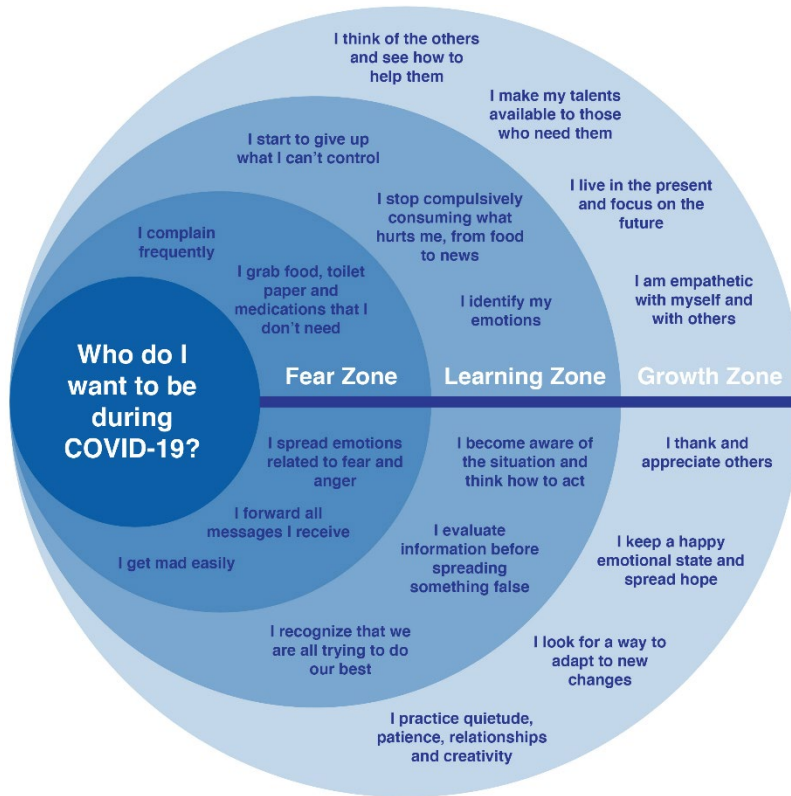 I think of the others
and see how to
help them
I make my talents
available to those
who need them
I start to give up
what I can't control
I live in the present
and focus on the
future
I stop compulsively
consuming what
hurts me, from food
to news
I complain
frequently
I grab food, toilet
paper and
medications that I
don't need
I identify my
emotions
I am empathetic
with myself and
with others
Who do I
want to be
during
COVID-19?
Fear Zone
Learning Zone
Growth Zone
I spread emotions
related to fear and
anger
I become aware of
the situation and
think how to act
I thank and
appreciate others
I forward all
messages I receive
I get mad easily
I evaluate
information before
spreading
something false
I keep a happy
emotional state and
spread hope
I recognize that we
are all trying to do
our best
I look for a way to
adapt to new
changes
I practice quietude,
patience, relationships
and creativity